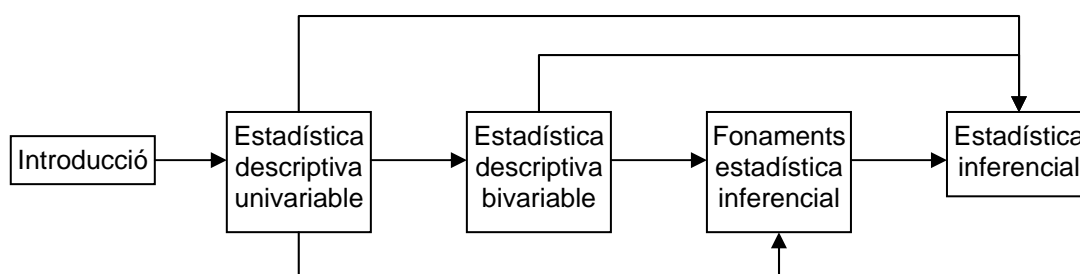 Introducció
Estadística
descriptiva
univariable
Estadística
descriptiva
bivariable
Fonaments
estadística
inferencial
Estadística
inferencial